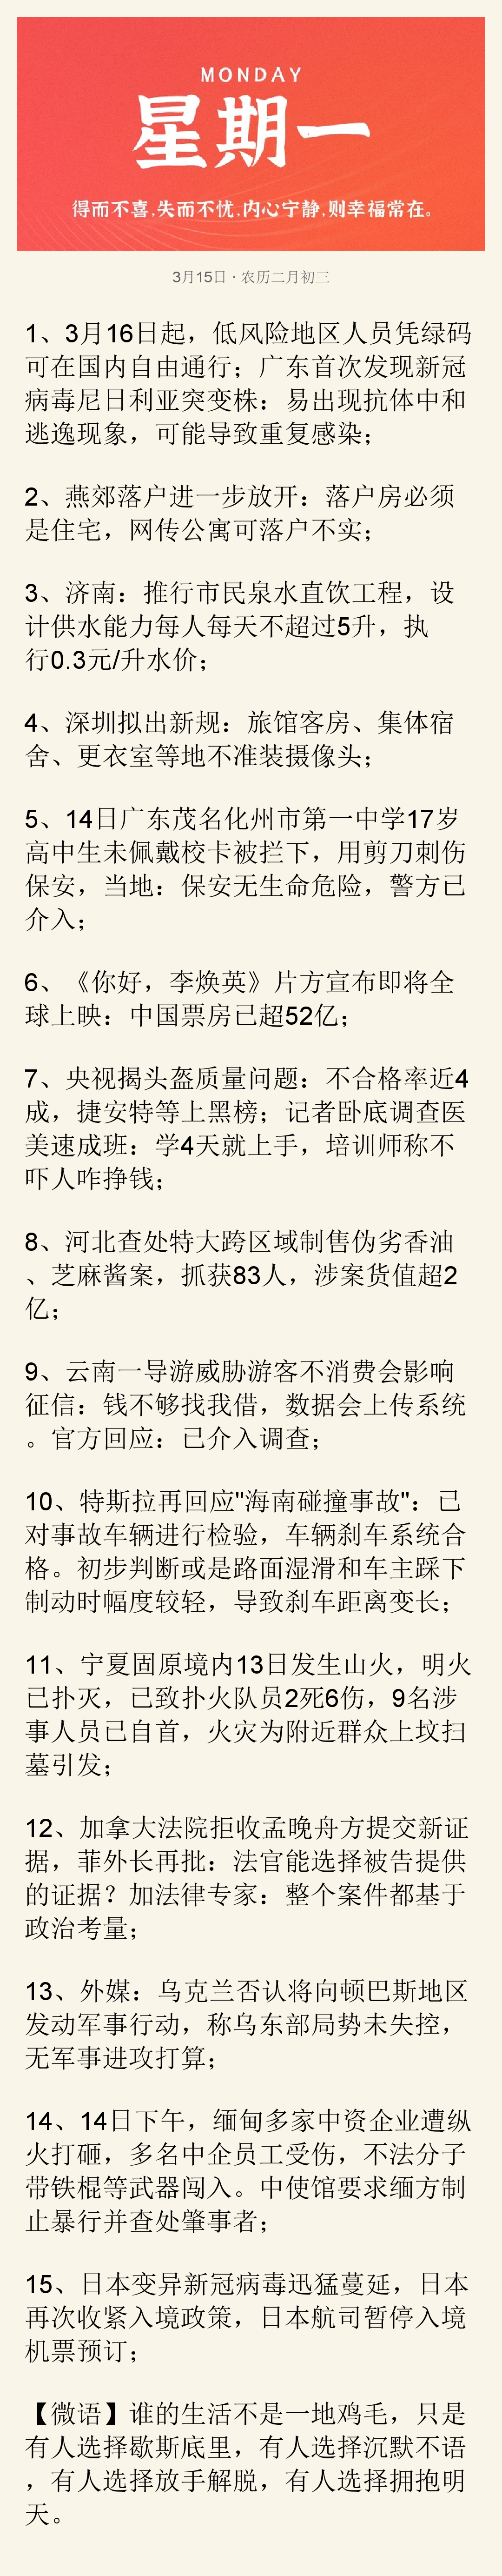 MONDAY
星期一
得而不喜,失而不忧,内心宁静,则幸福常在。
3月15日 · 农历二月初三
1、3月16日起，低风险地区人员凭绿码
可在国内自由通行；广东首次发现新冠
病毒尼日利亚突变株：易出现抗体中和
逃逸现象，可能导致重复感染；
2、燕郊落户进一步放开：落户房必须
是住宅，网传公寓可落户不实；
3、济南：推行市民泉水直饮工程，设
计供水能力每人每天不超过5升，执
行0.3元/升水价；
4、深圳拟出新规：旅馆客房、集体宿
舍、更衣室等地不准装摄像头；
5、14日广东茂名化州市第一中学17岁
高中生未佩戴校卡被拦下，用剪刀刺伤
保安，当地：保安无生命危险，警方已
介入；
6、《你好，李焕英》片方宣布即将全
球上映：中国票房已超52亿；
7、央视揭头盔质量问题：不合格率近4
成，捷安特等上黑榜；记者卧底调查医
美速成班：学4天就上手，培训师称不
吓人咋挣钱；
8、河北查处特大跨区域制售伪劣香油
、芝麻酱案，抓获83人，涉案货值超2
亿；
9、云南一导游威胁游客不消费会影响
征信：钱不够找我借，数据会上传系统
。官方回应：已介入调查；
10、特斯拉再回应"海南碰撞事故"：已
对事故车辆进行检验，车辆刹车系统合
格。初步判断或是路面湿滑和车主踩下
制动时幅度较轻，导致刹车距离变长；
11、宁夏固原境内13日发生山火，明火
已扑灭，已致扑火队员2死6伤，9名涉
事人员已自首，火灾为附近群众上坟扫
墓引发；
12、加拿大法院拒收孟晚舟方提交新证
据，菲外长再批：法官能选择被告提供
的证据？加法律专家：整个案件都基于
政治考量；
13、外媒：乌克兰否认将向顿巴斯地区
发动军事行动，称乌东部局势未失控，
无军事进攻打算；
14、14日下午，缅甸多家中资企业遭纵
火打砸，多名中企员工受伤，不法分子
带铁棍等武器闯入。中使馆要求缅方制
止暴行并查处肇事者；
15、日本变异新冠病毒迅猛蔓延，日本
再次收紧入境政策，日本航司暂停入境
机票预订；
【微语】谁的生活不是一地鸡毛，只是
有人选择歇斯底里，有人选择沉默不语
，有人选择放手解脱，有人选择拥抱明
天。